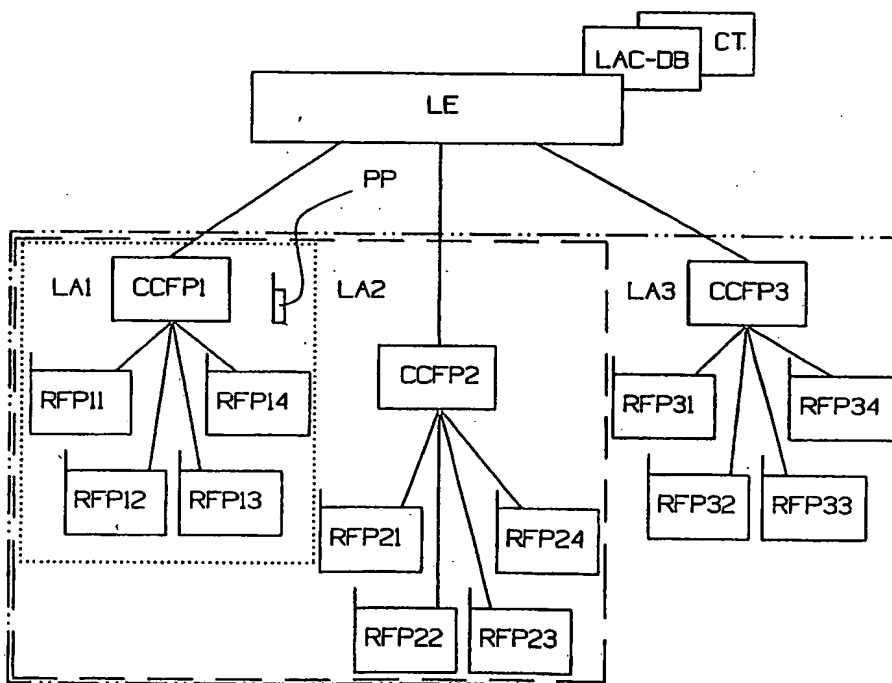 CT.
LAC-DB
LE
PP
LA1
CCFP1
LA2
LA3
CCFP3
CCFP2
RFP11
RFP14
RFP31
RFP34
RFP12
RFP13
RFP32
RFP33
RFP21
RFP24
RFP22
RFP23